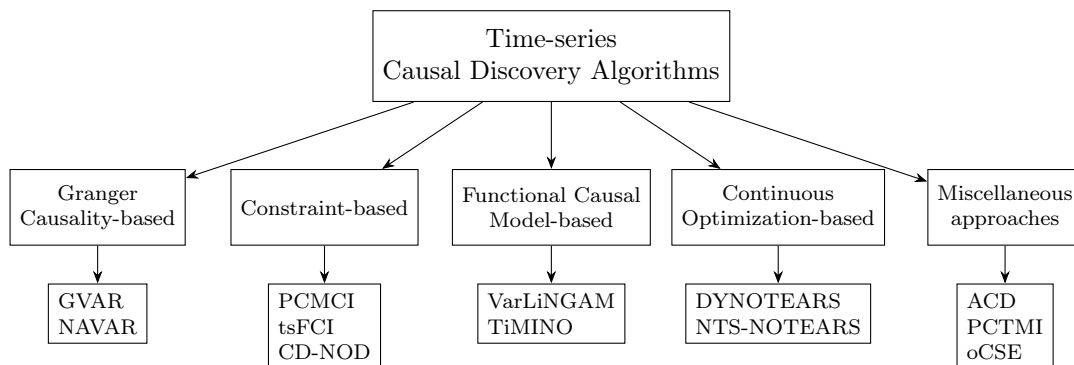 Time-series
Causal Discovery Algorithms
Granger
Causality-based
Constraint-based
Functional Causal
Model-based
Continuous
Optimization-based
Miscellaneous
approaches
GVAR
NAVAR
PCMCI
tsFCI
CD-NOD
VarLiNGAM
TiMINO
DYNOTEARS
NTS-NOTEARS
ACD
PCTMI
oCSE